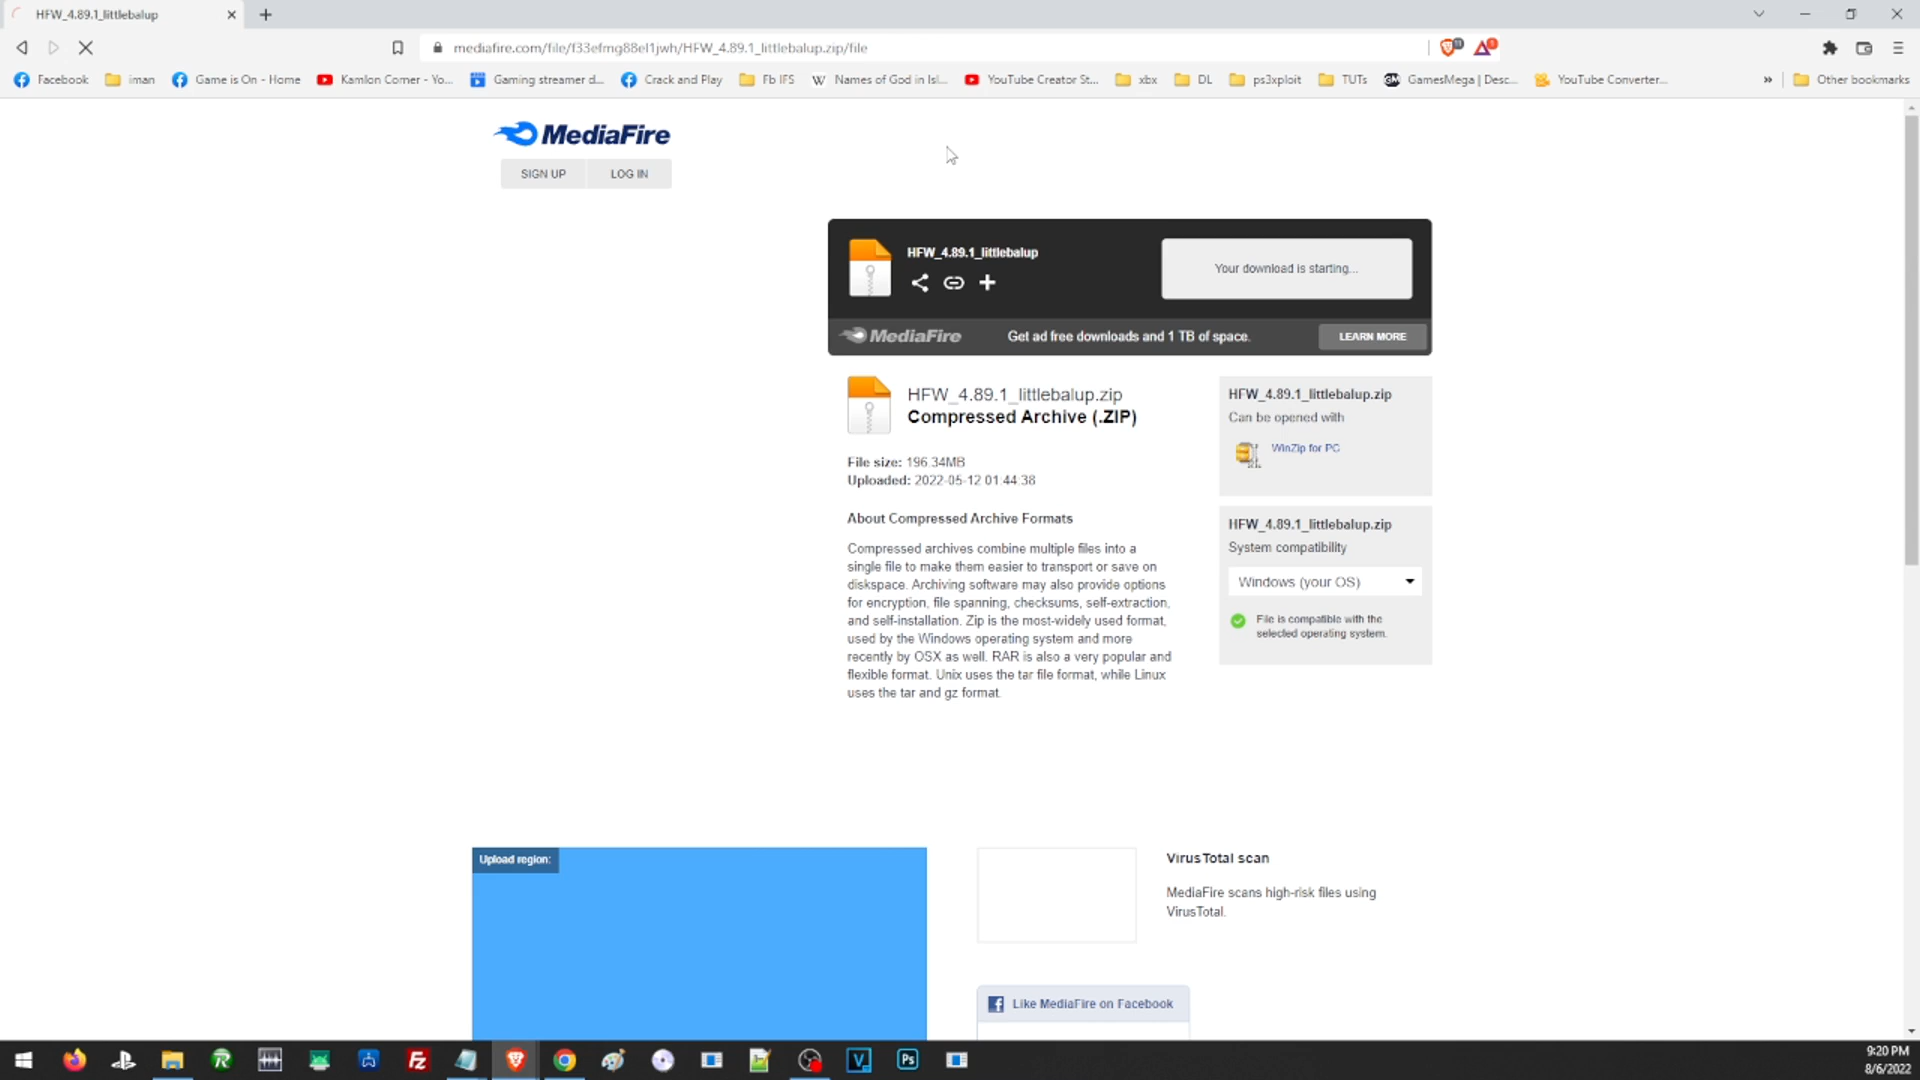 HFW_4.89.1_littlebalup
mediafire.com/file/f33efmg88el1jwh/HFW_4.89.1_littlebalup.zip/file
Facebook iman Game is On - Home Kamlon Corner - Yo... Gaming streamer d... Crack and Play Fb IFS Names of God in Isl... YouTube Creator St... xbx DL ps3xploit TUTs GamesMega | Desc... YouTube Converter... » Other bookmarks
MediaFire
SIGN UP LOG IN
HFW_4.89.1_littlebalup
Your download is starting...
MediaFire Get ad free downloads and 1 TB of space. LEARN MORE
HFW_4.89.1_littlebalup.zip
Compressed Archive (.ZIP)
File size: 196.34MB
Uploaded: 2022-05-12 01:44:38
About Compressed Archive Formats
Compressed archives combine multiple files into a
single file to make them easier to transport or save on
diskspace. Archiving software may also provide options
for encryption, file spanning, checksums, self-extraction,
and self-installation. Zip is the most-widely used format,
used by the Windows operating system and more
recently by OSX as well. RAR is also a very popular and
flexible format. Unix uses the tar file format, while Linux
uses the tar and gz format.
HFW_4.89.1_littlebalup.zip
Can be opened with
WinZip for PC
HFW_4.89.1_littlebalup.zip
System compatibility
Windows (your OS)
File is compatible with the
selected operating system.
Upload region:
VirusTotal scan
MediaFire scans high-risk files using
VirusTotal.
Like MediaFire on Facebook
9:20 PM
8/6/2022